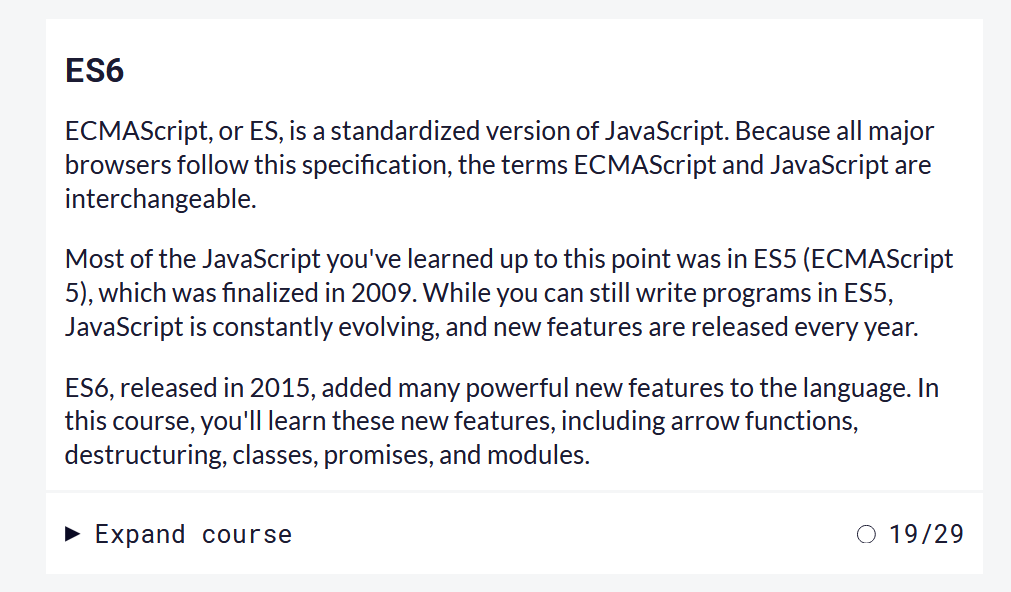 ES6
ECMAScript, or ES, is a standardized version of JavaScript. Because all major
browsers follow this specification, the terms ECMAScript and JavaScript are
interchangeable.
Most of the JavaScript you've learned up to this point was in ES5 (ECMAScript
5), which was finalized in 2009. While you can still write programs in ES5,
JavaScript is constantly evolving, and new features are released every year.
ES6, released in 2015, added many powerful new features to the language. In
this course, you'll learn these new features, including arrow functions,
destructuring, classes, promises, and modules.
Expand course 19/29